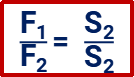 F₁/F₂ = S₂/S₂